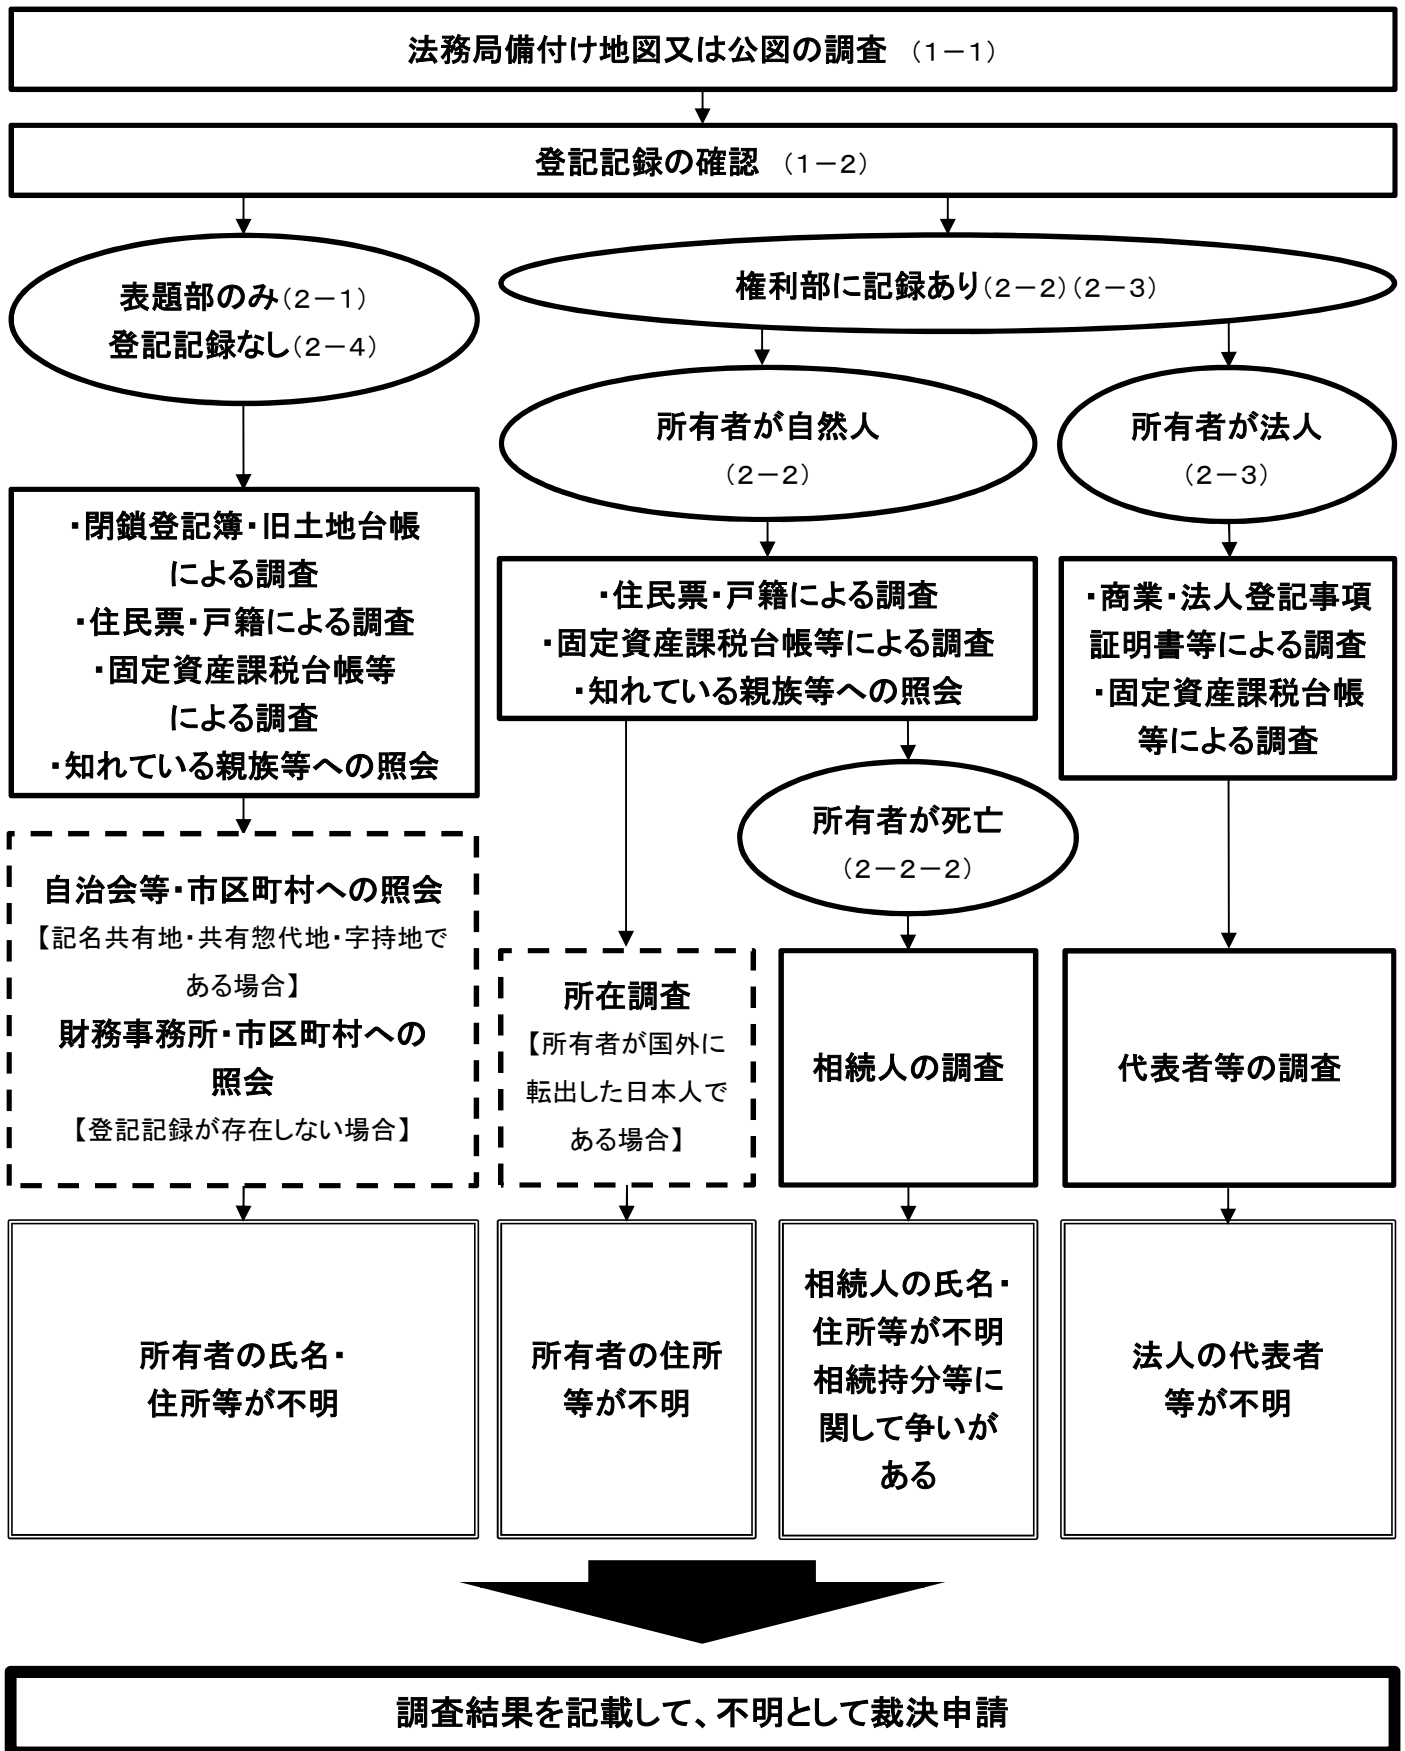 法務局備付け地図又は公図の調査 （1－1）
登記記録の確認 （1－2）
表題部のみ（2－1）
登記記録なし（2－4）
権利部に記録あり（2－2）（2－3）
所有者が自然人
（2－2）
所有者が法人
（2－3）
・閉鎖登記簿・旧土地台帳
による調査
・住民票・戸籍による調査
・固定資産課税台帳等
による調査
・知れている親族等への照会
・住民票・戸籍による調査
・固定資産課税台帳等による調査
・知れている親族等への照会
・商業・法人登記事項
証明書等による調査
・固定資産課税台帳
等による調査
所有者が死亡
（2－2－2）
自治会等・市区町村への照会
【記名共有地・共有惣代地・字持地で
ある場合】
財務事務所・市区町村への
照会
【登記記録が存在しない場合】
所在調査
【所有者が国外に
転出した日本人で
ある場合】
相続人の調査
代表者等の調査
所有者の氏名・
住所等が不明
所有者の住所
等が不明
相続人の氏名・
住所等が不明
相続持分等に
関して争いが
ある
法人の代表者
等が不明
調査結果を記載して、不明として裁決申請